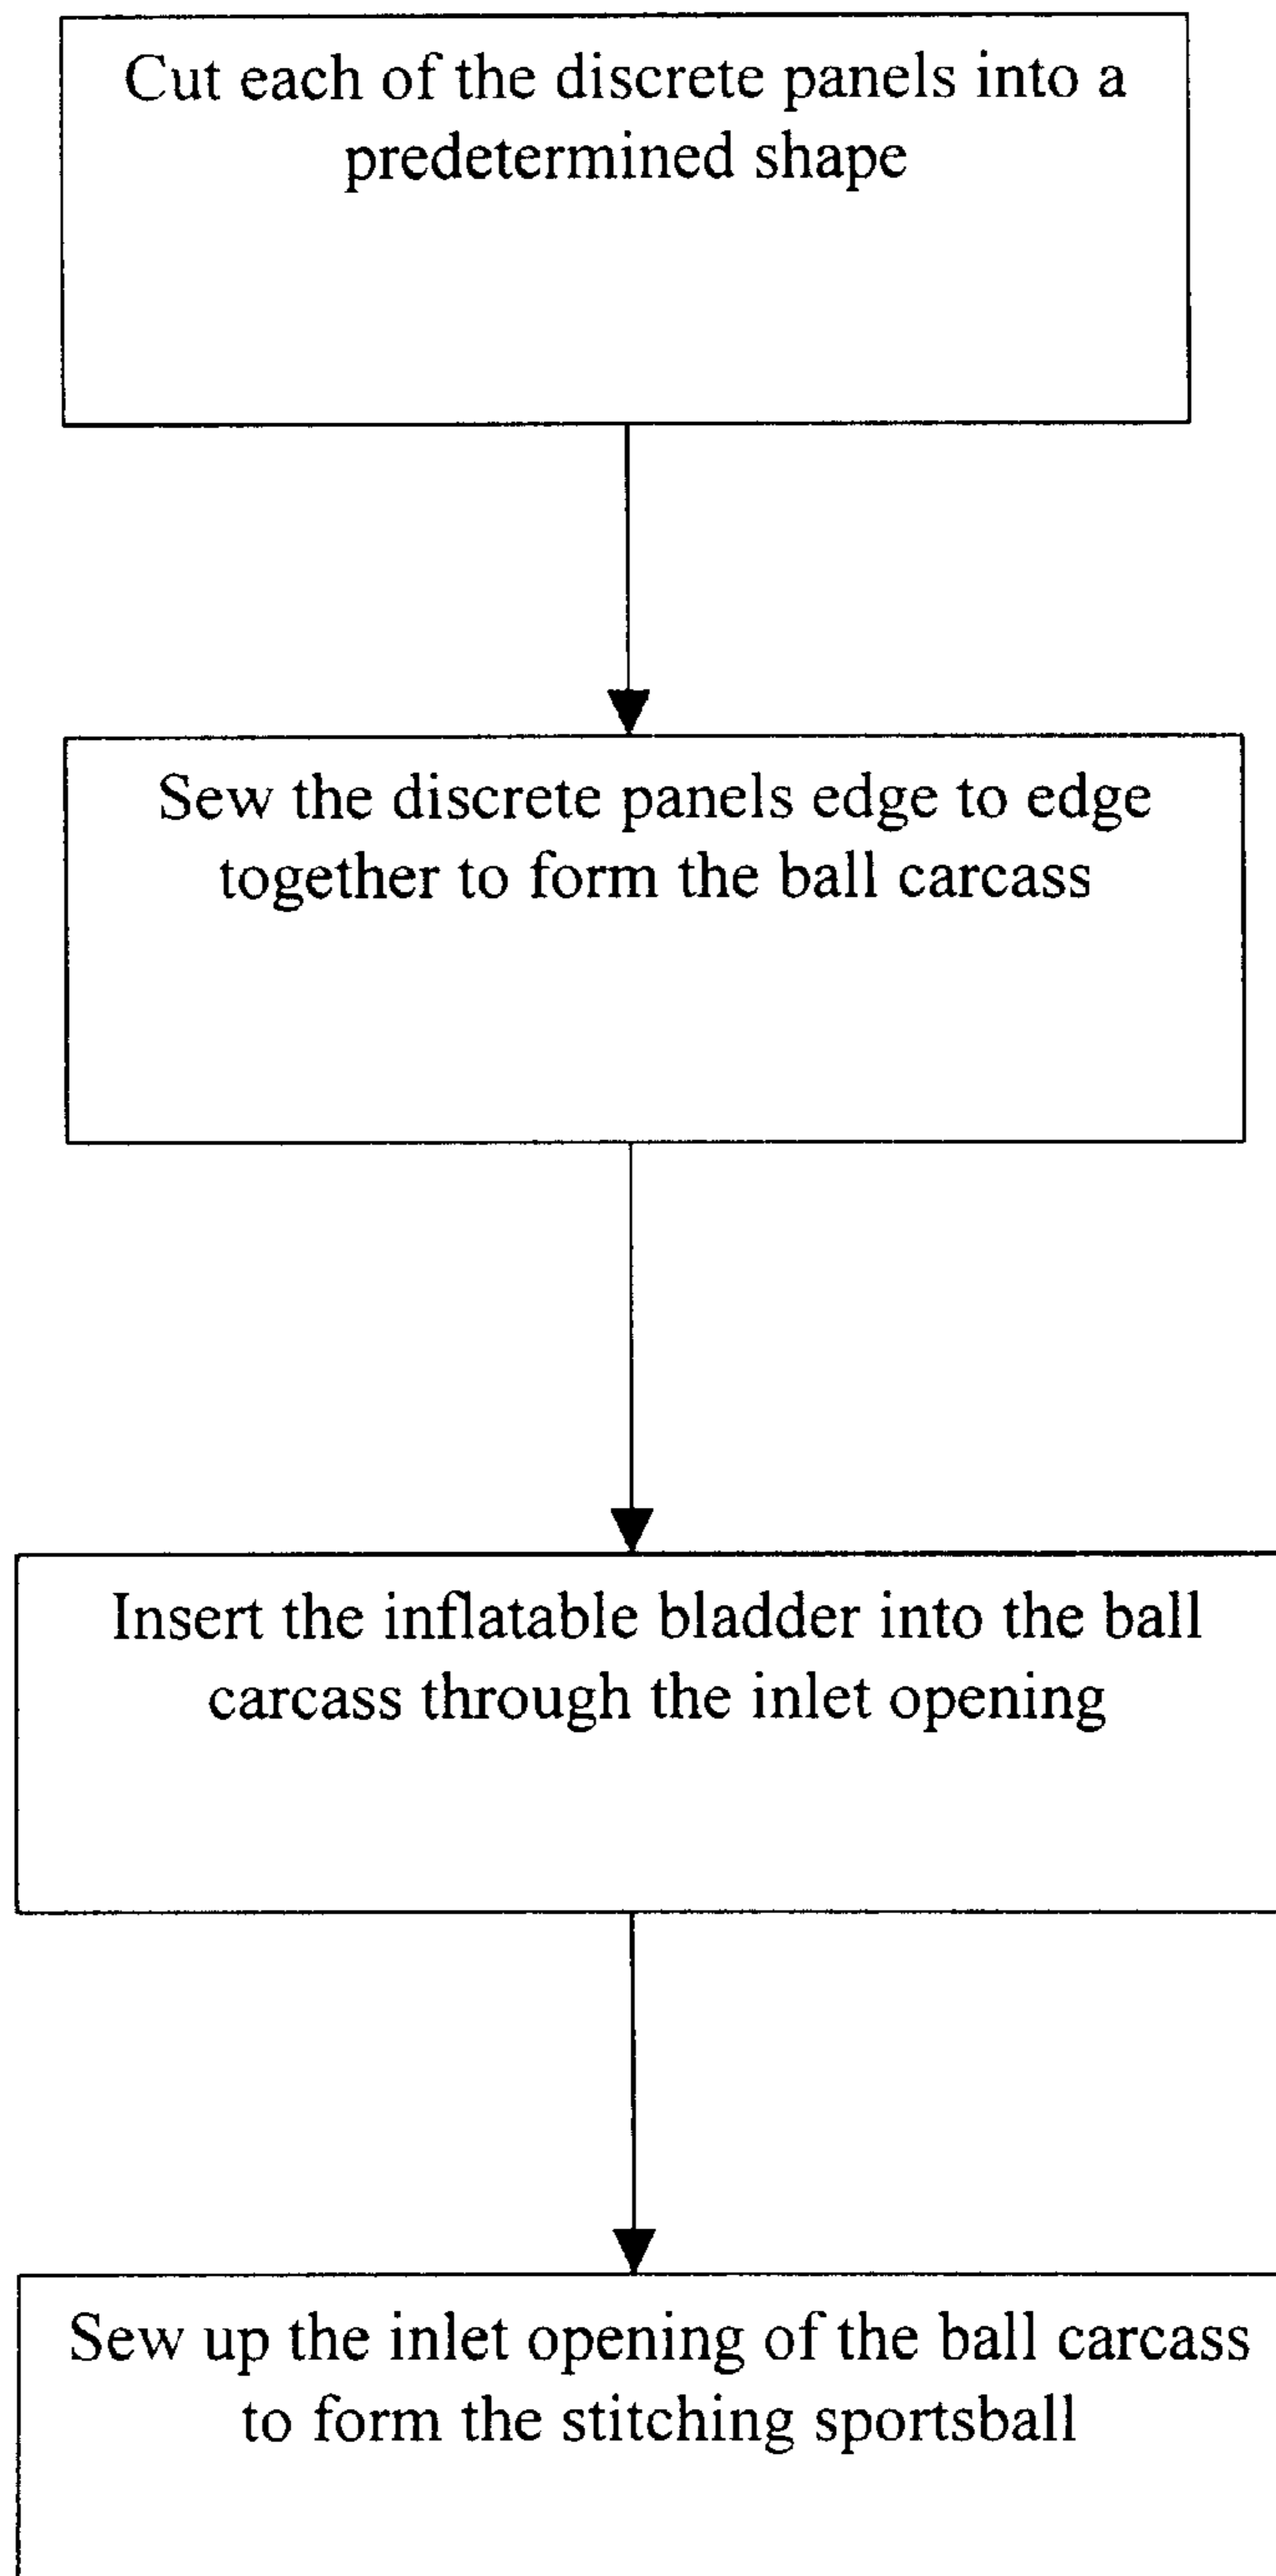 Cut each of the discrete panels into a
predetermined shape
Sew the discrete panels edge to edge
together to form the ball carcass
Insert the inflatable bladder into the ball
carcass through the inlet opening
Sew up the inlet opening of the ball carcass
to form the stitching sportsball